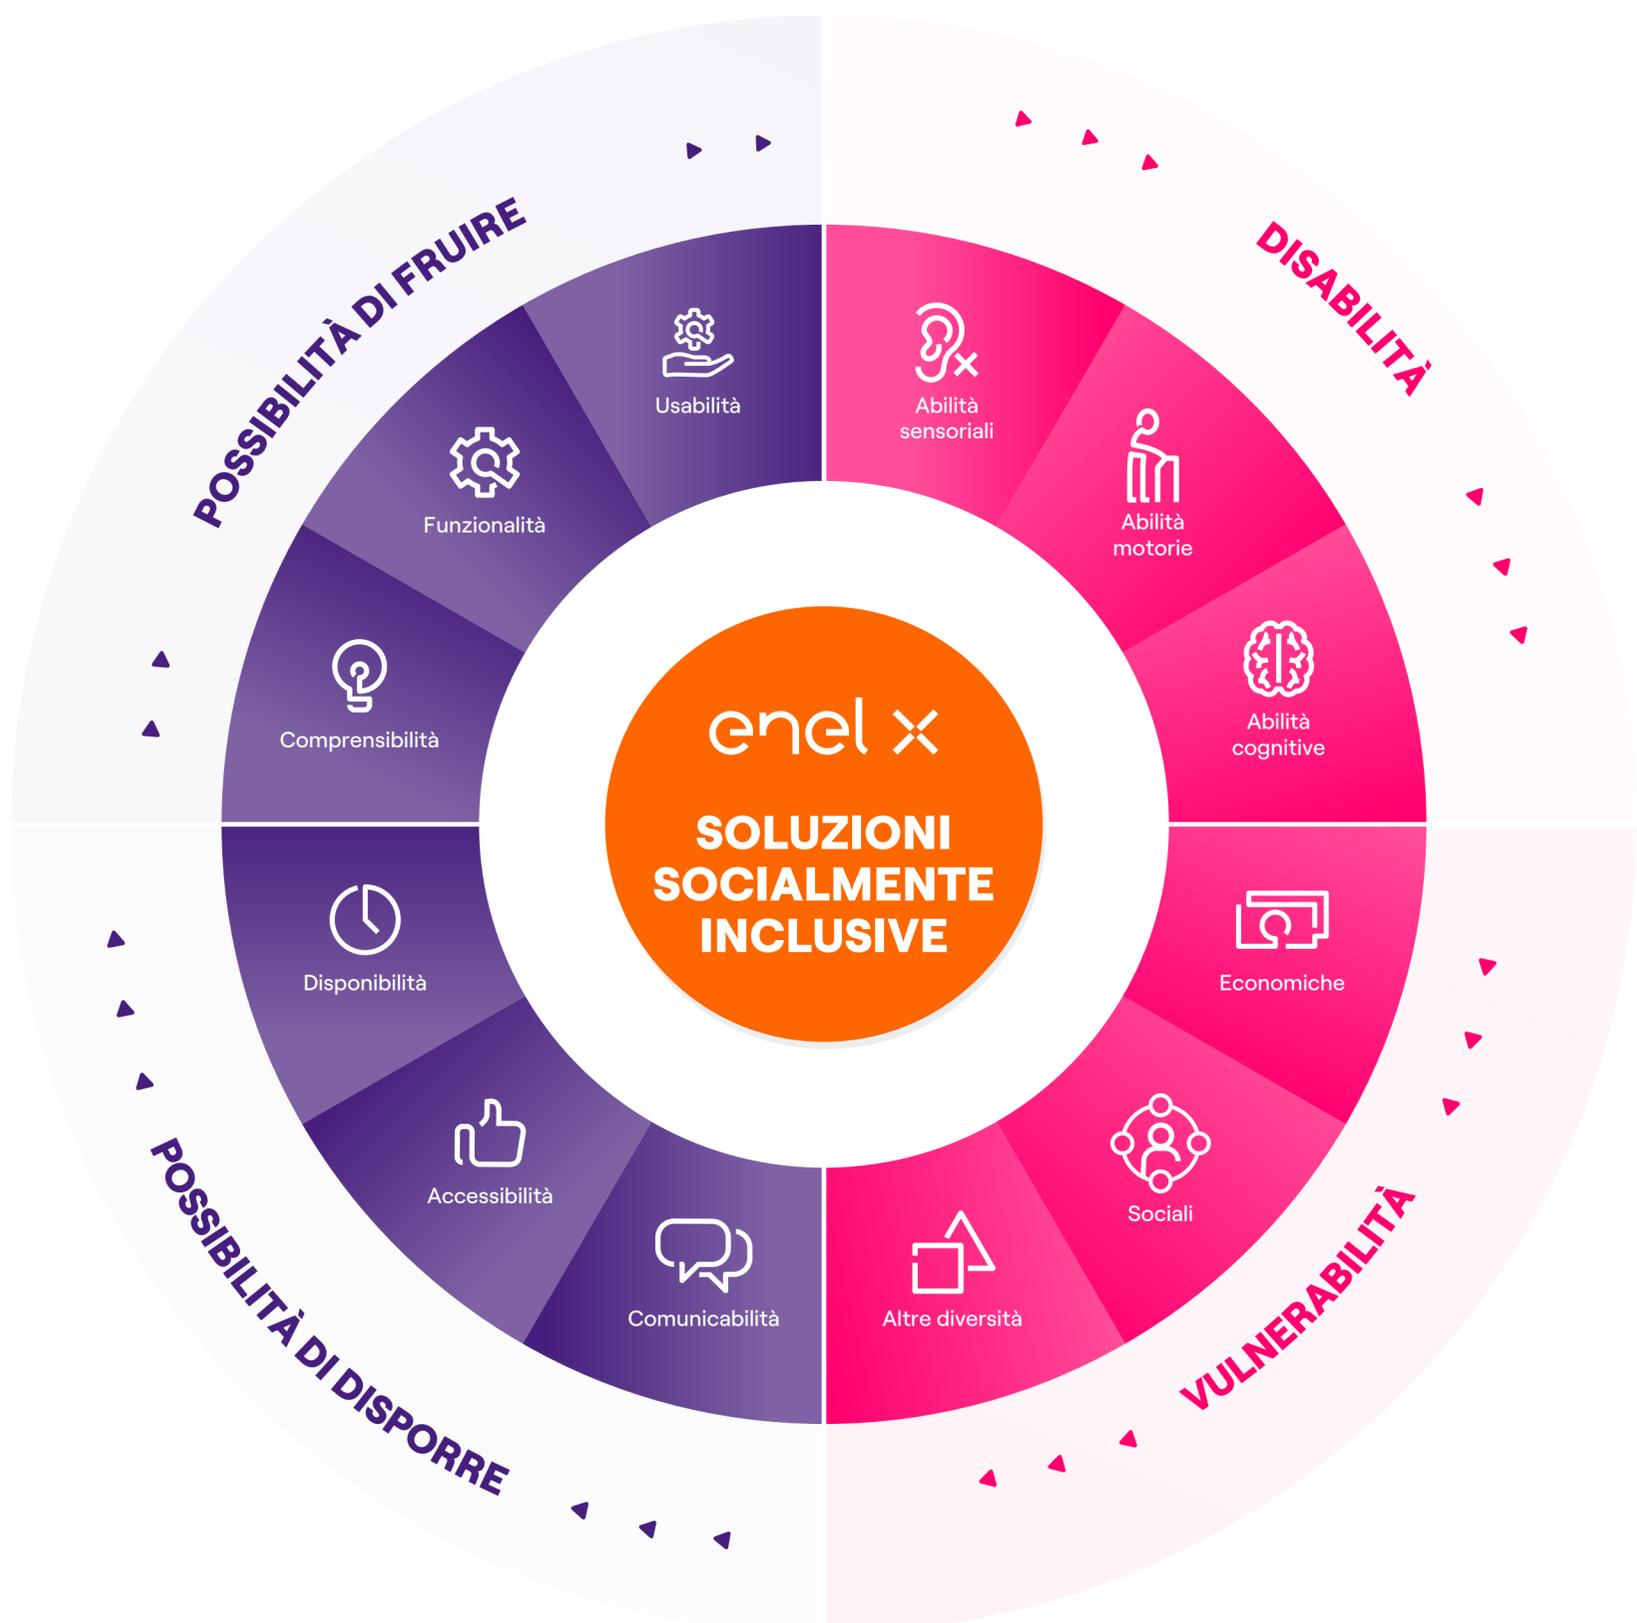 POSSIBILITÀ DI FRUIRE
DISABILITÀ
Usabilità
Abilità
sensoriali
Funzionalità
Abilità
motorie
Comprensibilità
Abilità
cognitive
enel x
SOLUZIONI
SOCIALMENTE
INCLUSIVE
Disponibilità
Economiche
Accessibilità
Sociali
Comunicabilità
Altre diversità
POSSIBILITÀ DI DISPORRE
VULNERABILITÀ